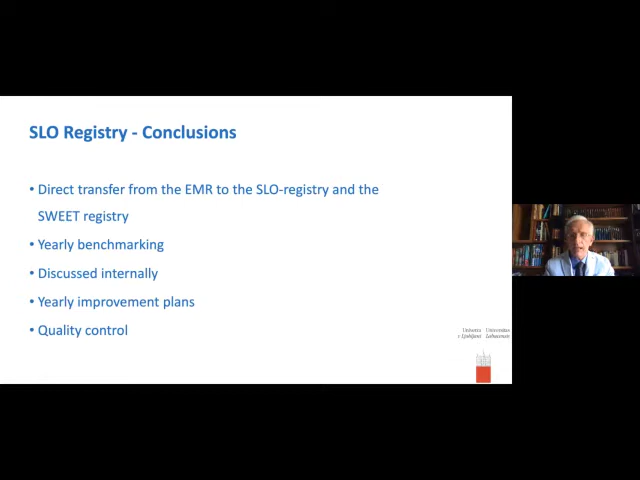 SLO Registry - Conclusions
• Direct transfer from the EMR to the SLO-registry and the
SWEET registry
• Yearly benchmarking
• Discussed internally
• Yearly improvement plans
• Quality control
Univerza
v Ljubljani
Universitas
Labacensis